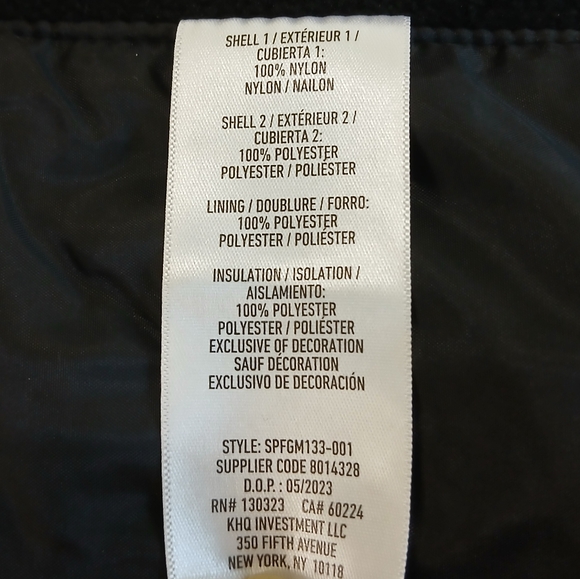 SHELL 1 / EXTÉRIEUR 1 /
CUBIERTA 1:
100% NYLON
NYLON / NAILON
SHELL 2 / EXTÉRIEUR 2 /
CUBIERTA 2:
100% POLYESTER
POLYESTER / POLIÉSTER
LINING / DOUBLURE / FORRO:
100% POLYESTER
POLYESTER / POLIÉSTER
INSULATION / ISOLATION /
AISLAMIENTO:
100% POLYESTER
POLYESTER / POLIÉSTER
EXCLUSIVE OF DECORATION
SAUF DÉCORATION
EXCLUSIVO DE DECORACIÓN
STYLE: SPFGM133-001
SUPPLIER CODE 8014328
D.O.P. : 05/2023
RN# 130323 CA# 60224
KHQ INVESTMENT LLC
350 FIFTH AVENUE
NEW YORK, NY 10118